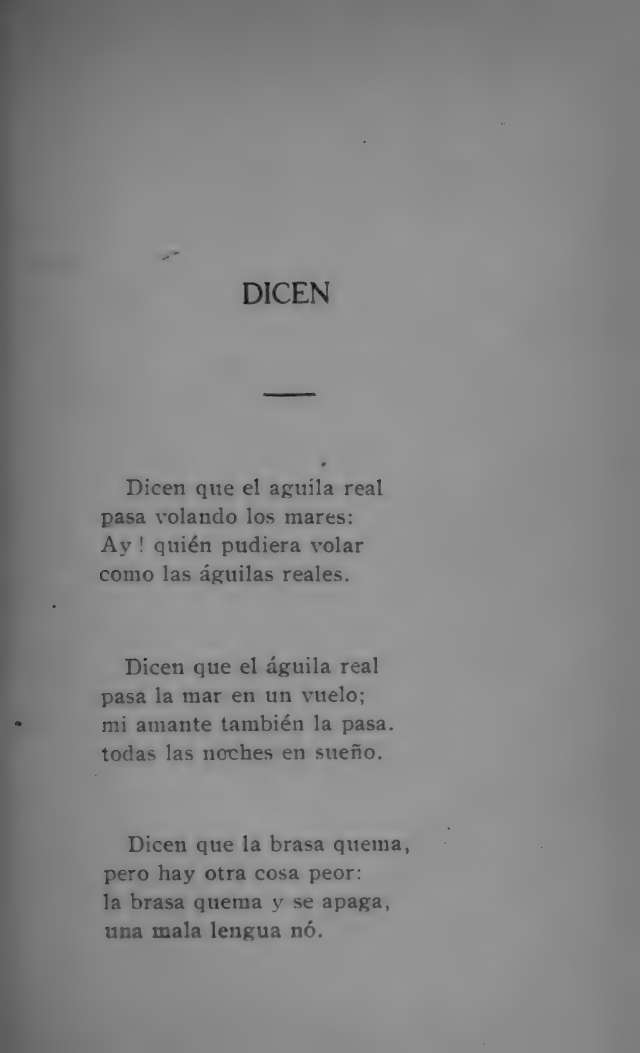 DICEN
Dicen que el aguila real
pasa volando los mares:
Ay ! quién pudiera volar
como las águilas reales.
Dicen que el águila real
pasa la mar en un vuelo;
mi amante también la pasa.
todas las noches en sueño.
Dicen que la brasa quema,
pero hay otra cosa peor:
la brasa quema y se apaga,
una mala lengua nó.